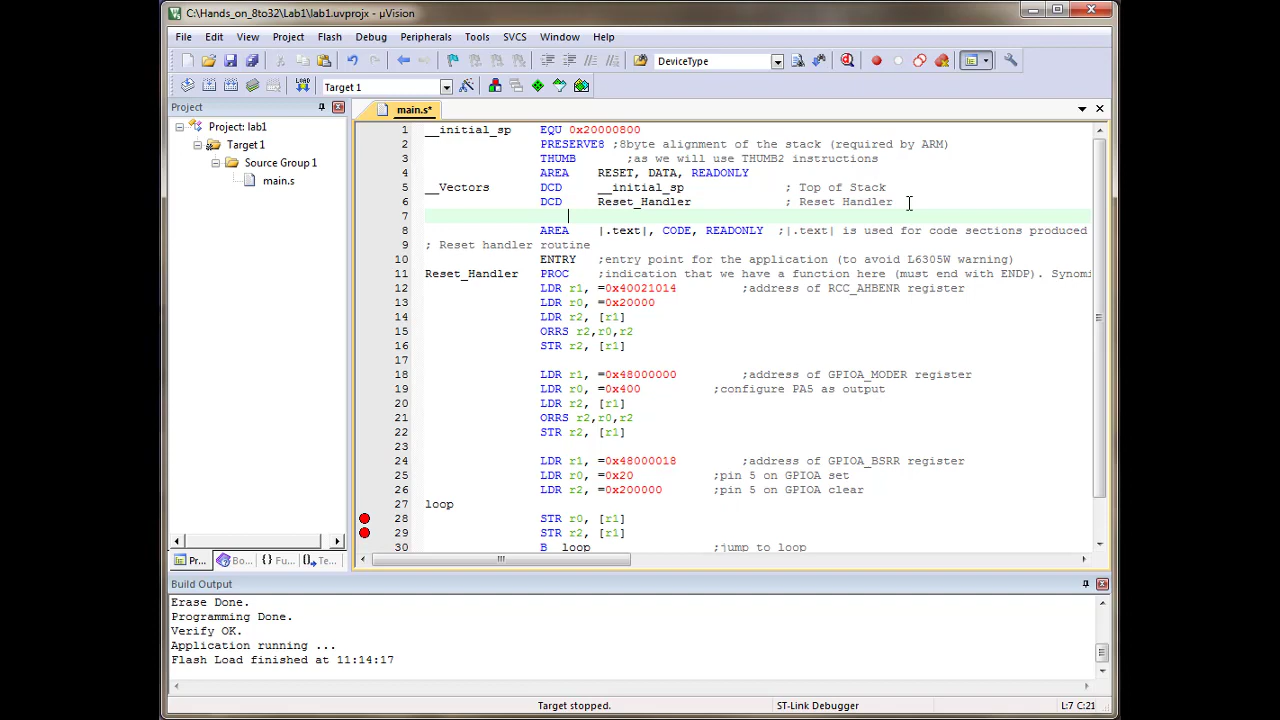 C:\Hands_on_8to32\Lab1\lab1.uvprojx - µVision
File Edit View Project Flash Debug Peripherals Tools SVCS Window Help
DeviceType
LOAD Target 1
Project
main.s*
Project: lab1
Target 1
Source Group 1
main.s
1 __initial_sp EQU 0x20000800
2 PRESERVE8 ;8byte alignment of the stack (required by ARM)
3 THUMB ;as we will use THUMB2 instructions
4 AREA RESET, DATA, READONLY
5 __Vectors DCD __initial_sp ; Top of Stack
6 DCD Reset_Handler ; Reset Handler
7
8 AREA |.text|, CODE, READONLY ;|.text| is used for code sections produced
9 ; Reset handler routine
10 ENTRY ;entry point for the application (to avoid L6305W warning)
11 Reset_Handler PROC ;indication that we have a function here (must end with ENDP). Synomi
12 LDR r1, =0x40021014 ;address of RCC_AHBENR register
13 LDR r0, =0x20000
14 LDR r2, [r1]
15 ORRS r2,r0,r2
16 STR r2, [r1]
17
18 LDR r1, =0x48000000 ;address of GPIOA_MODER register
19 LDR r0, =0x400 ;configure PA5 as output
20 LDR r2, [r1]
21 ORRS r2,r0,r2
22 STR r2, [r1]
23
24 LDR r1, =0x48000018 ;address of GPIOA_BSRR register
25 LDR r0, =0x20 ;pin 5 on GPIOA set
26 LDR r2, =0x200000 ;pin 5 on GPIOA clear
27 loop
28 STR r0, [r1]
29 STR r2, [r1]
30 B loop ;jump to loop
Pr... Bo... {} Fu... Te...
Build Output
Erase Done.
Programming Done.
Verify OK.
Application running ...
Flash Load finished at 11:14:17
Target stopped. ST-Link Debugger L:7 C:21